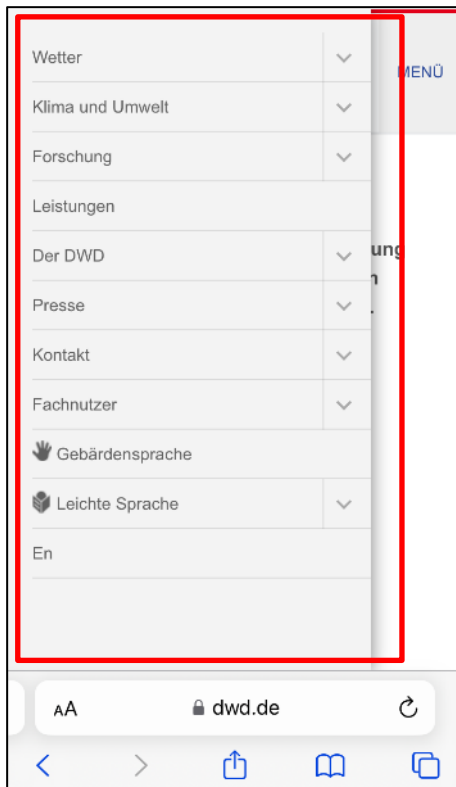 Wetter
MENÜ
Klima und Umwelt
Forschung
Leistungen
Der DWD
ung
n
.
Presse
Kontakt
Fachnutzer
Gebärdensprache
Leichte Sprache
En
AA
dwd.de